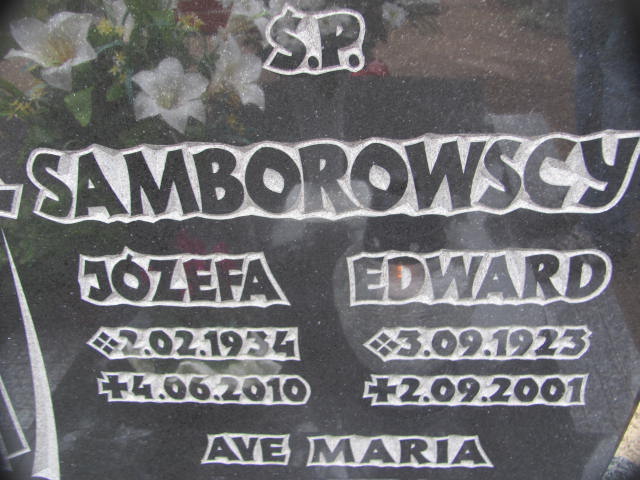 Ś.P.
SAMBOROWSCY
JÓZEFA EDWARD
2.02.1934 3.09.1923
4.06.2010 2.09.2001
AVE MARIA